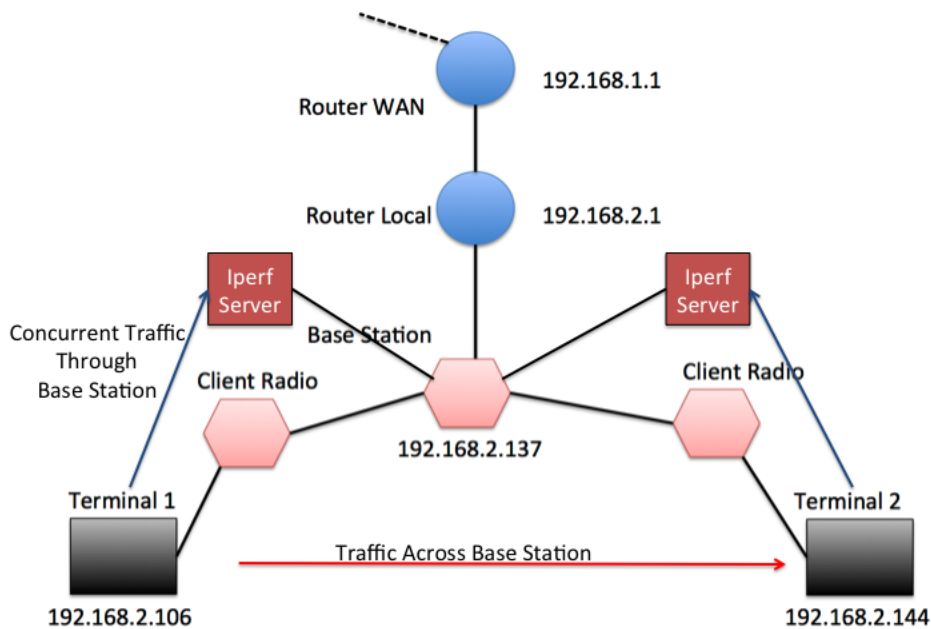 192.168.1.1
Router WAN
Router Local
192.168.2.1
Iperf
Server
Iperf
Server
Concurrent Traffic
Through
Base Station
Base Station
Client Radio
Client Radio
192.168.2.137
Terminal 1
Terminal 2
Traffic Across Base Station
192.168.2.106
192.168.2.144